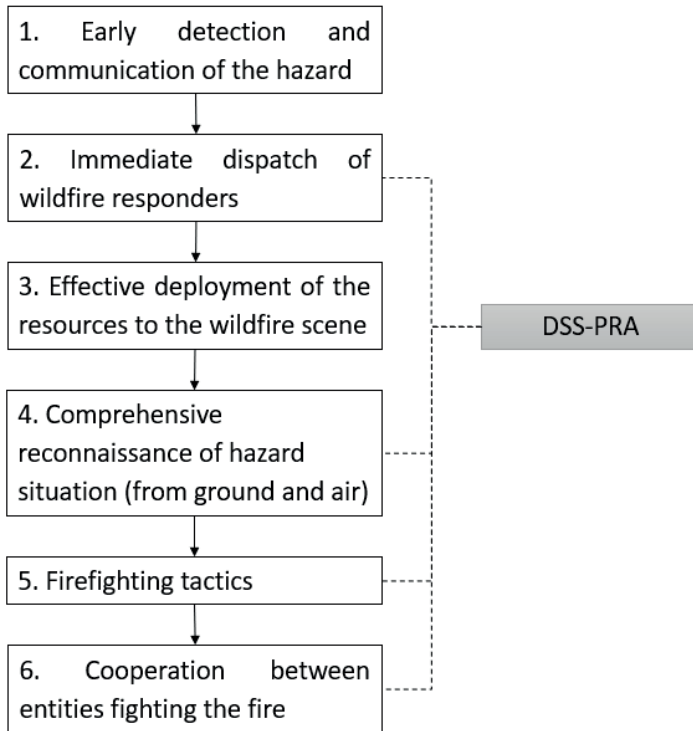 1. Early detection and
communication of the hazard
2. Immediate dispatch of
wildfire responders
3. Effective deployment of the
resources to the wildfire scene
DSS-PRA
4. Comprehensive
reconnaissance of hazard
situation (from ground and air)
5. Firefighting tactics
6. Cooperation between
entities fighting the fire